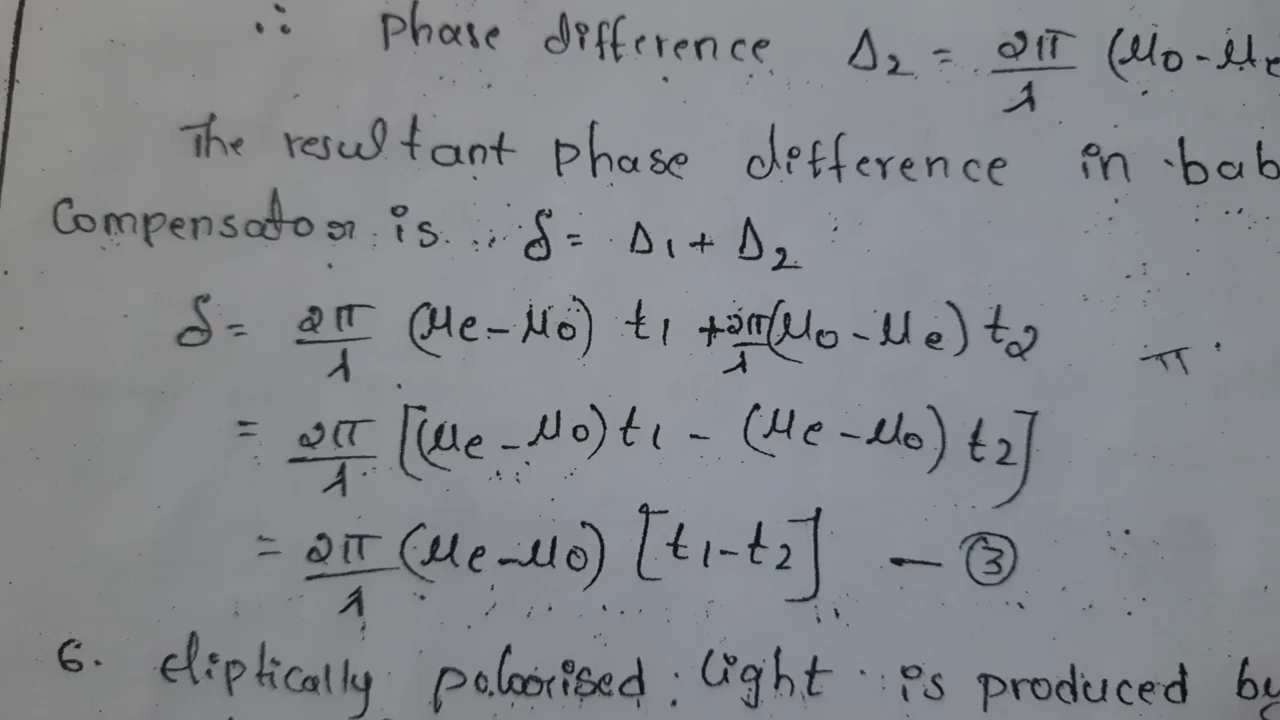 ∴ Phase difference Δ₂ = 2π/λ (μo - μe
The resultant phase difference in bab
Compensator is ∴ δ = Δ₁ + Δ₂
δ = 2π/λ (μe - μo) t₁ + 2π/λ (μo - μe) t₂
π
= 2π/λ [(μe - μo) t₁ - (μe - μo) t₂]
= 2π/λ (μe - μo) [t₁ - t₂] — ③
6. eliptically polorised light is produced by